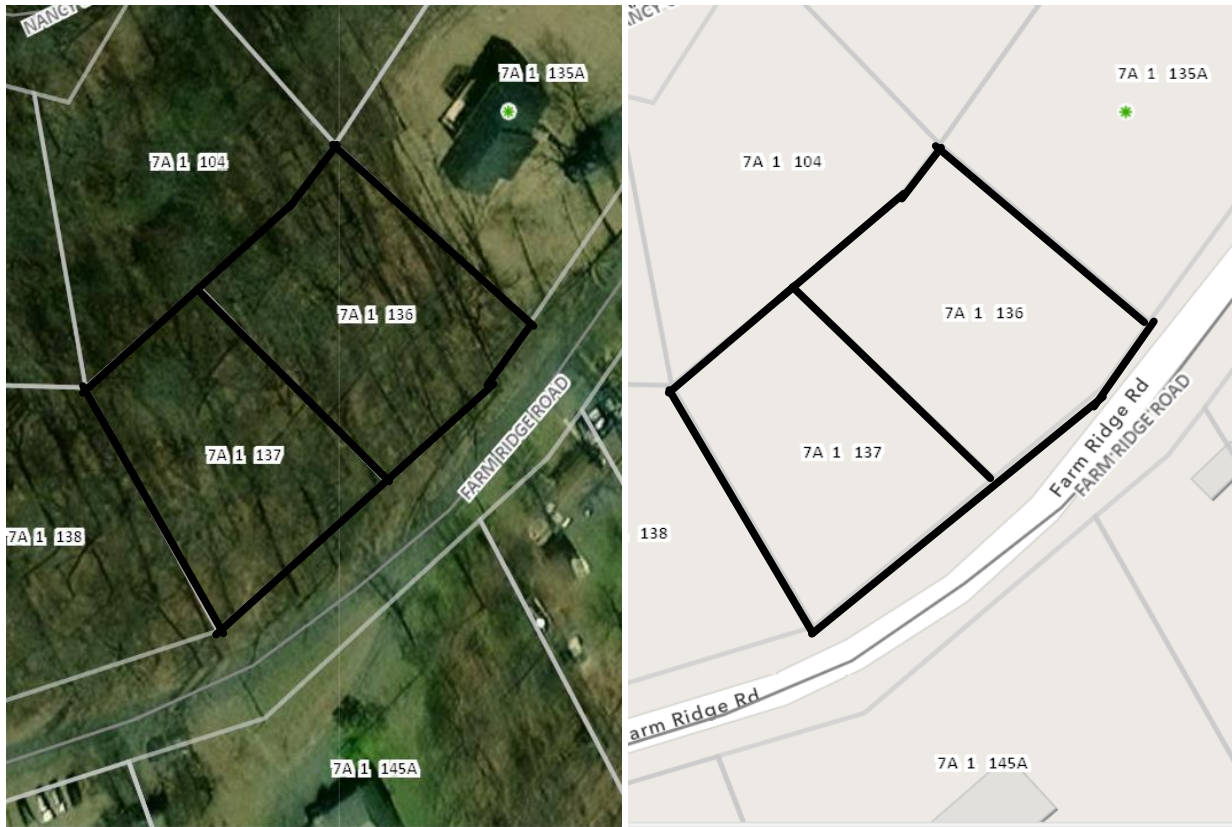 NANCY
7A 1 135A
7A 1 104
7A 1 136
7A 1 137
7A 1 138
FARM RIDGE ROAD
7A 1 145A
7A 1 135A
7A 1 104
7A 1 136
7A 1 137
138
Farm Ridge Rd
FARM RIDGE ROAD
arm Ridge Rd
7A 1 145A